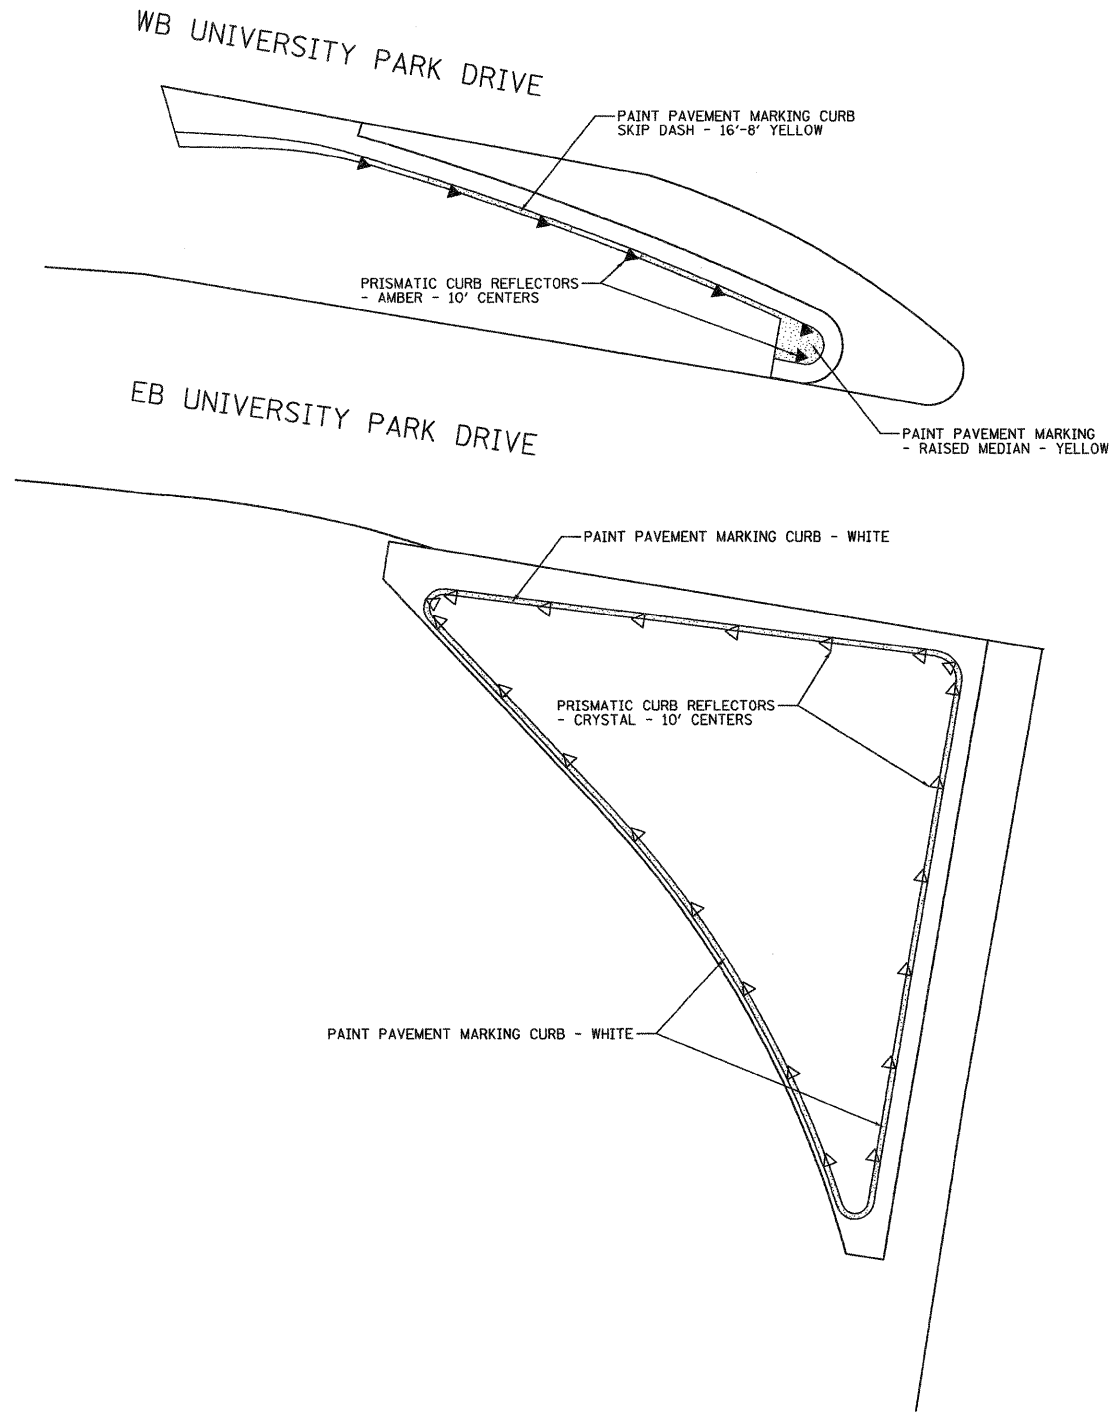 WB UNIVERSITY PARK DRIVE
PAINT PAVEMENT MARKING CURB
SKIP DASH - 16'-8' YELLOW
PRISMATIC CURB REFLECTORS
- AMBER - 10' CENTERS
EB UNIVERSITY PARK DRIVE
PAINT PAVEMENT MARKING
- RAISED MEDIAN - YELLOW
PAINT PAVEMENT MARKING CURB - WHITE
PRISMATIC CURB REFLECTORS
- CRYSTAL - 10' CENTERS
PAINT PAVEMENT MARKING CURB - WHITE